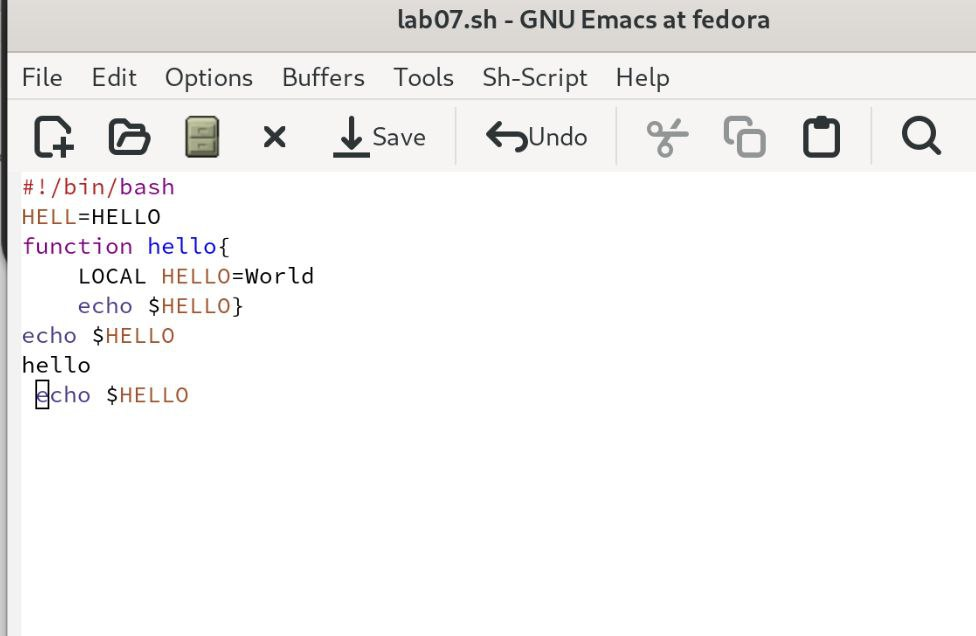 lab07.sh - GNU Emacs at fedora
File Edit Options Buffers Tools Sh-Script Help
Save Undo
#!/bin/bash
HELL=HELLO
function hello{
    LOCAL HELLO=World
    echo $HELLO}
echo $HELLO
hello
 echo $HELLO